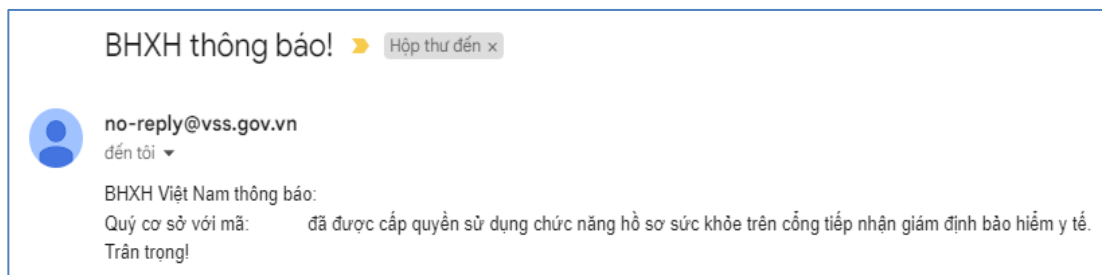 BHXH thông báo! Hộp thư đến ×
no-reply@vss.gov.vn
đến tôi
BHXH Việt Nam thông báo:
Quý cơ sở với mã: đã được cấp quyền sử dụng chức năng hồ sơ sức khỏe trên cổng tiếp nhận giám định bảo hiểm y tế.
Trân trọng!